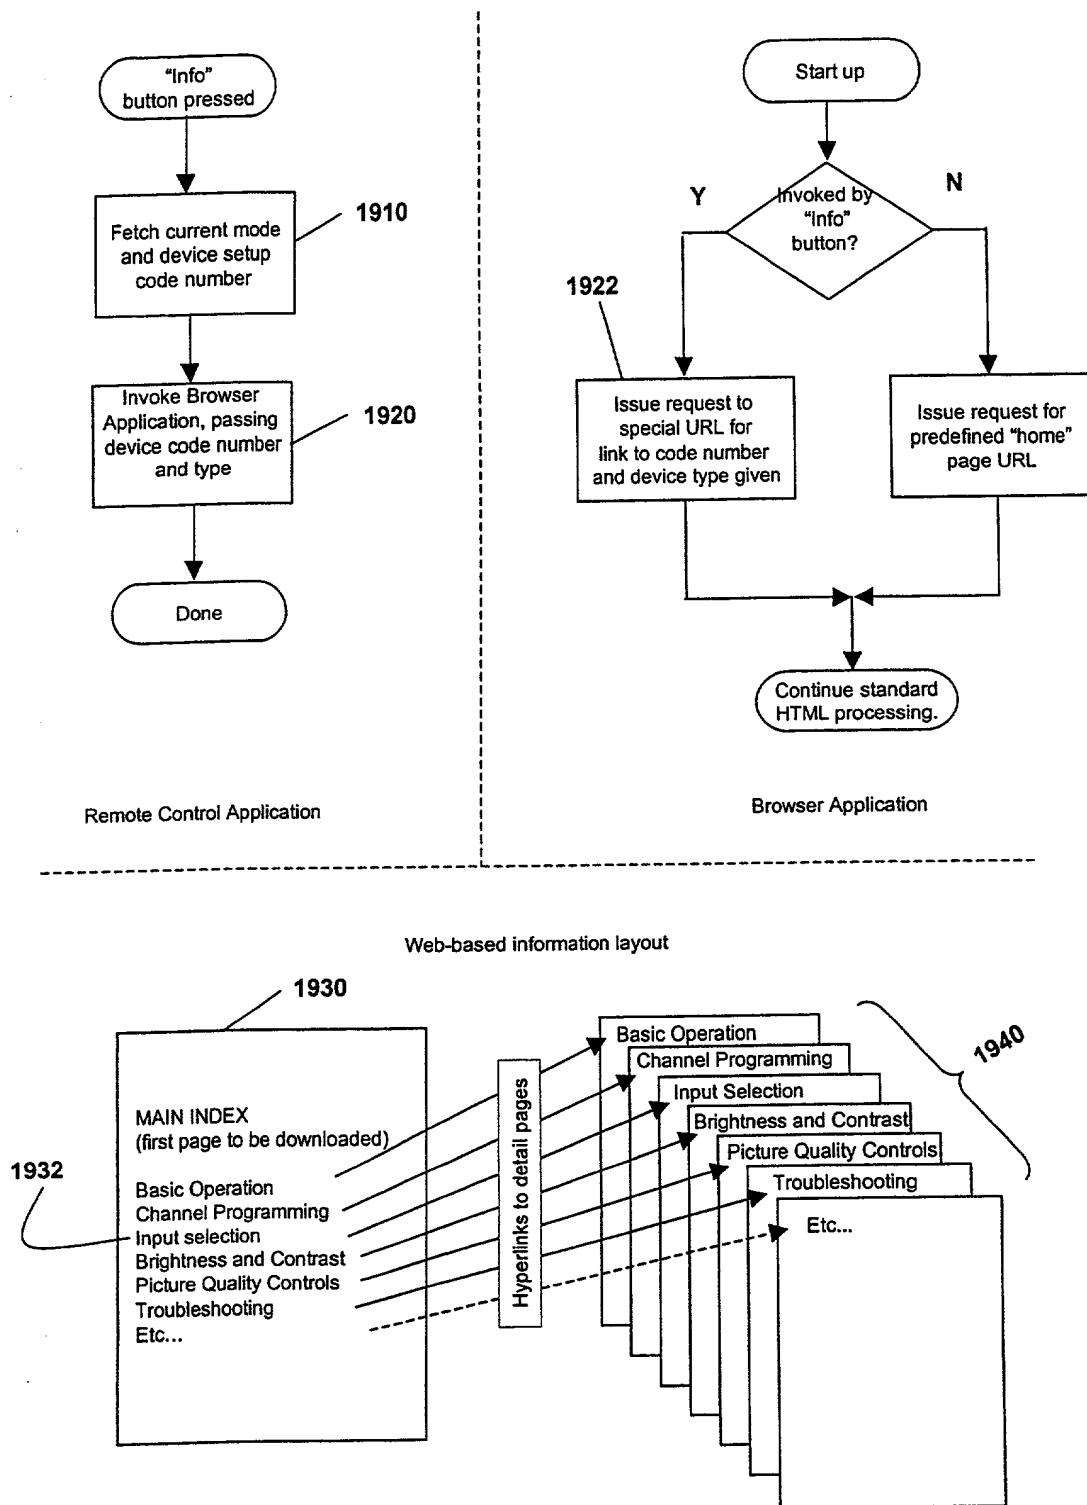 “Info”
button pressed
1910
Fetch current mode
and device setup
code number
Invoke Browser
Application, passing
device code number
and type
1920
Done
Remote Control Application
Start up
Invoked by
“Info”
button?
Y
N
1922
Issue request to
special URL for
link to code number
and device type given
Issue request for
predefined “home”
page URL
Continue standard
HTML processing.
Browser Application
Web-based information layout
1930
MAIN INDEX
(first page to be downloaded)
1932
Basic Operation
Channel Programming
Input selection
Brightness and Contrast
Picture Quality Controls
Troubleshooting
Etc...
Hyperlinks to detail pages
Basic Operation
Channel Programming
Input Selection
Brightness and Contrast
Picture Quality Controls
Troubleshooting
Etc...
1940